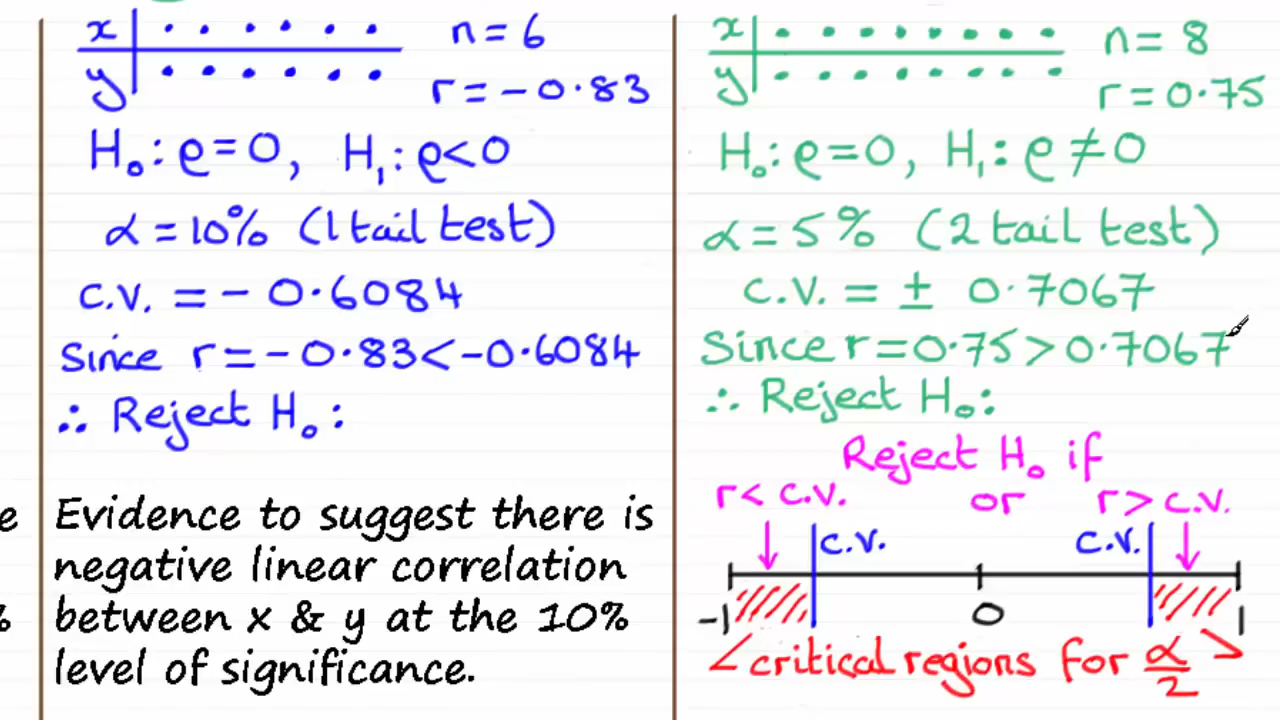 x
y
n = 6
r = -0.83
H₀: ρ=0, H₁: ρ<0
α = 10% (1 tail test)
c.v. = - 0.6084
Since r = -0.83 < -0.6084
∴ Reject H₀:
Evidence to suggest there is
negative linear correlation
between x & y at the 10%
level of significance.
e
%
x
y
n = 8
r = 0.75
H₀: ρ=0, H₁: ρ ≠ 0
α = 5% (2 tail test)
c.v. = ± 0.7067
Since r = 0.75 > 0.7067
∴ Reject H₀:
Reject H₀ if
r < c.v. or r > c.v.
c.v. c.v.
-1 0 1
< critical regions for α/2 >